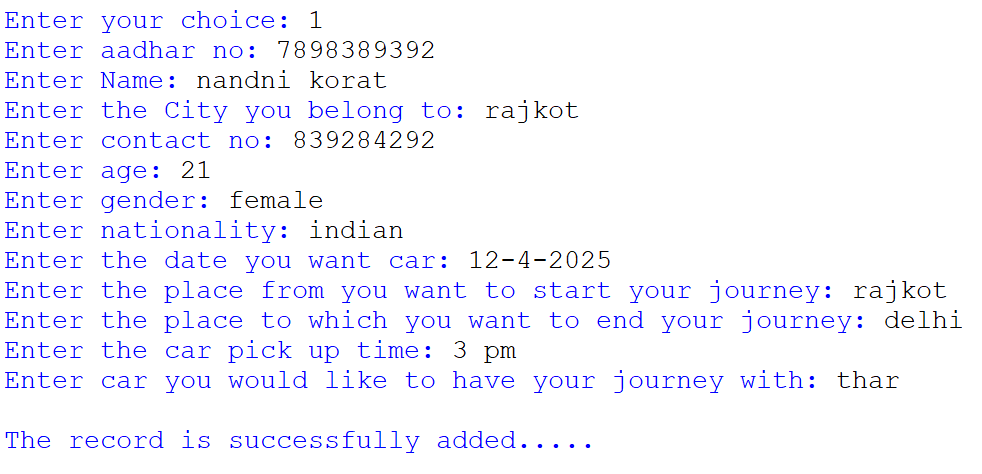 Enter your choice: 1
Enter aadhar no: 7898389392
Enter Name: nandni korat
Enter the City you belong to: rajkot
Enter contact no: 839284292
Enter age: 21
Enter gender: female
Enter nationality: indian
Enter the date you want car: 12-4-2025
Enter the place from you want to start your journey: rajkot
Enter the place to which you want to end your journey: delhi
Enter the car pick up time: 3 pm
Enter car you would like to have your journey with: thar
The record is successfully added.....